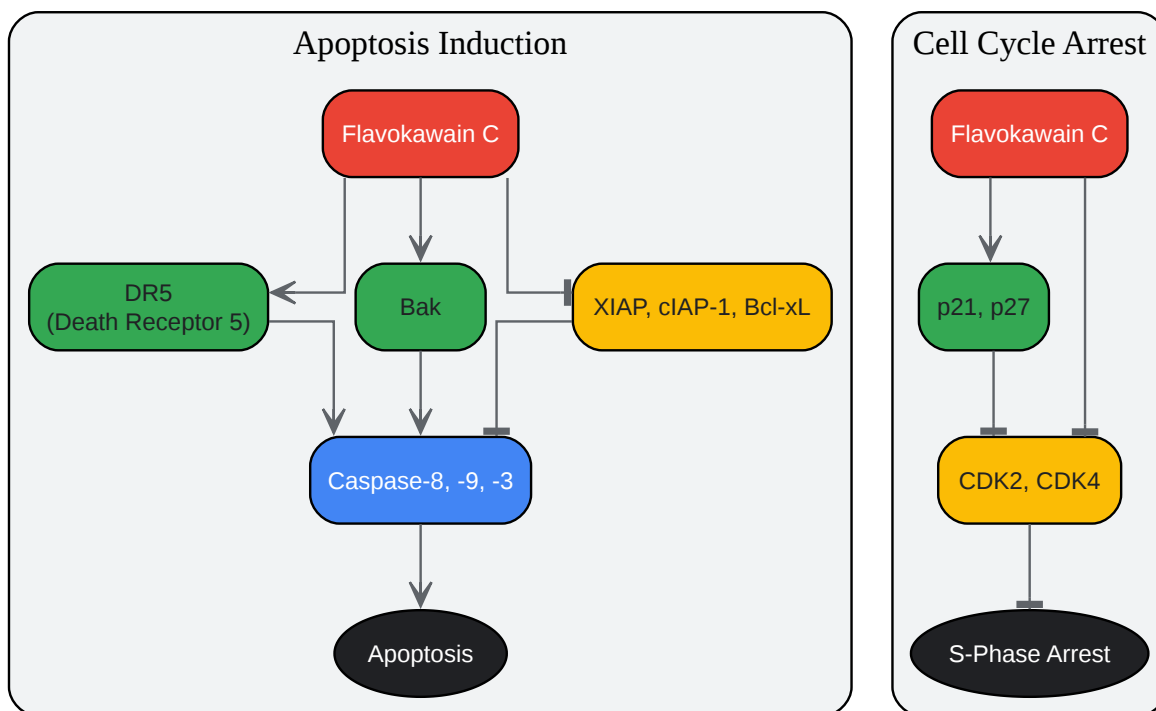 Apoptosis Induction
Flavokawain C
DR5
(Death Receptor 5)
Bak
XIAP, cIAP-1, Bcl-xL
Caspase-8, -9, -3
Apoptosis
Cell Cycle Arrest
Flavokawain C
p21, p27
CDK2, CDK4
S-Phase Arrest